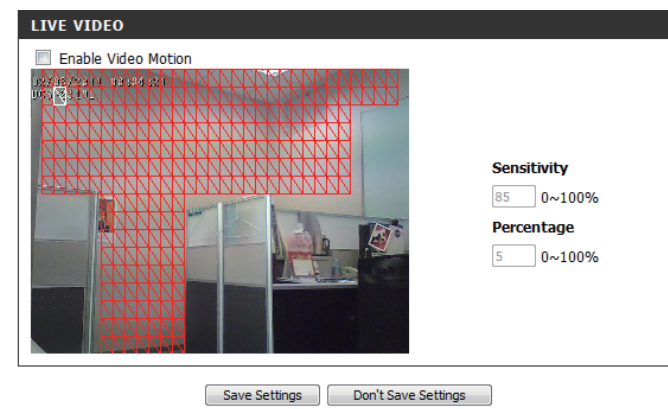 LIVE VIDEO
Enable Video Motion
Sensitivity
85 0~100%
Percentage
5 0~100%
Save Settings Don't Save Settings